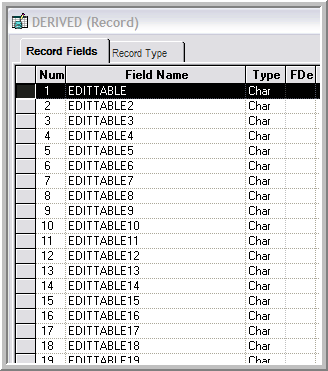 DERIVED (Record)
Record Fields Record Type
Num Field Name Type FDe
1 EDITTABLE Char
2 EDITTABLE2 Char
3 EDITTABLE3 Char
4 EDITTABLE4 Char
5 EDITTABLE5 Char
6 EDITTABLE6 Char
7 EDITTABLE7 Char
8 EDITTABLE8 Char
9 EDITTABLE9 Char
10 EDITTABLE10 Char
11 EDITTABLE11 Char
12 EDITTABLE12 Char
13 EDITTABLE13 Char
14 EDITTABLE14 Char
15 EDITTABLE15 Char
16 EDITTABLE16 Char
17 EDITTABLE17 Char
18 EDITTABLE18 Char
19 EDITTABLE19 Char